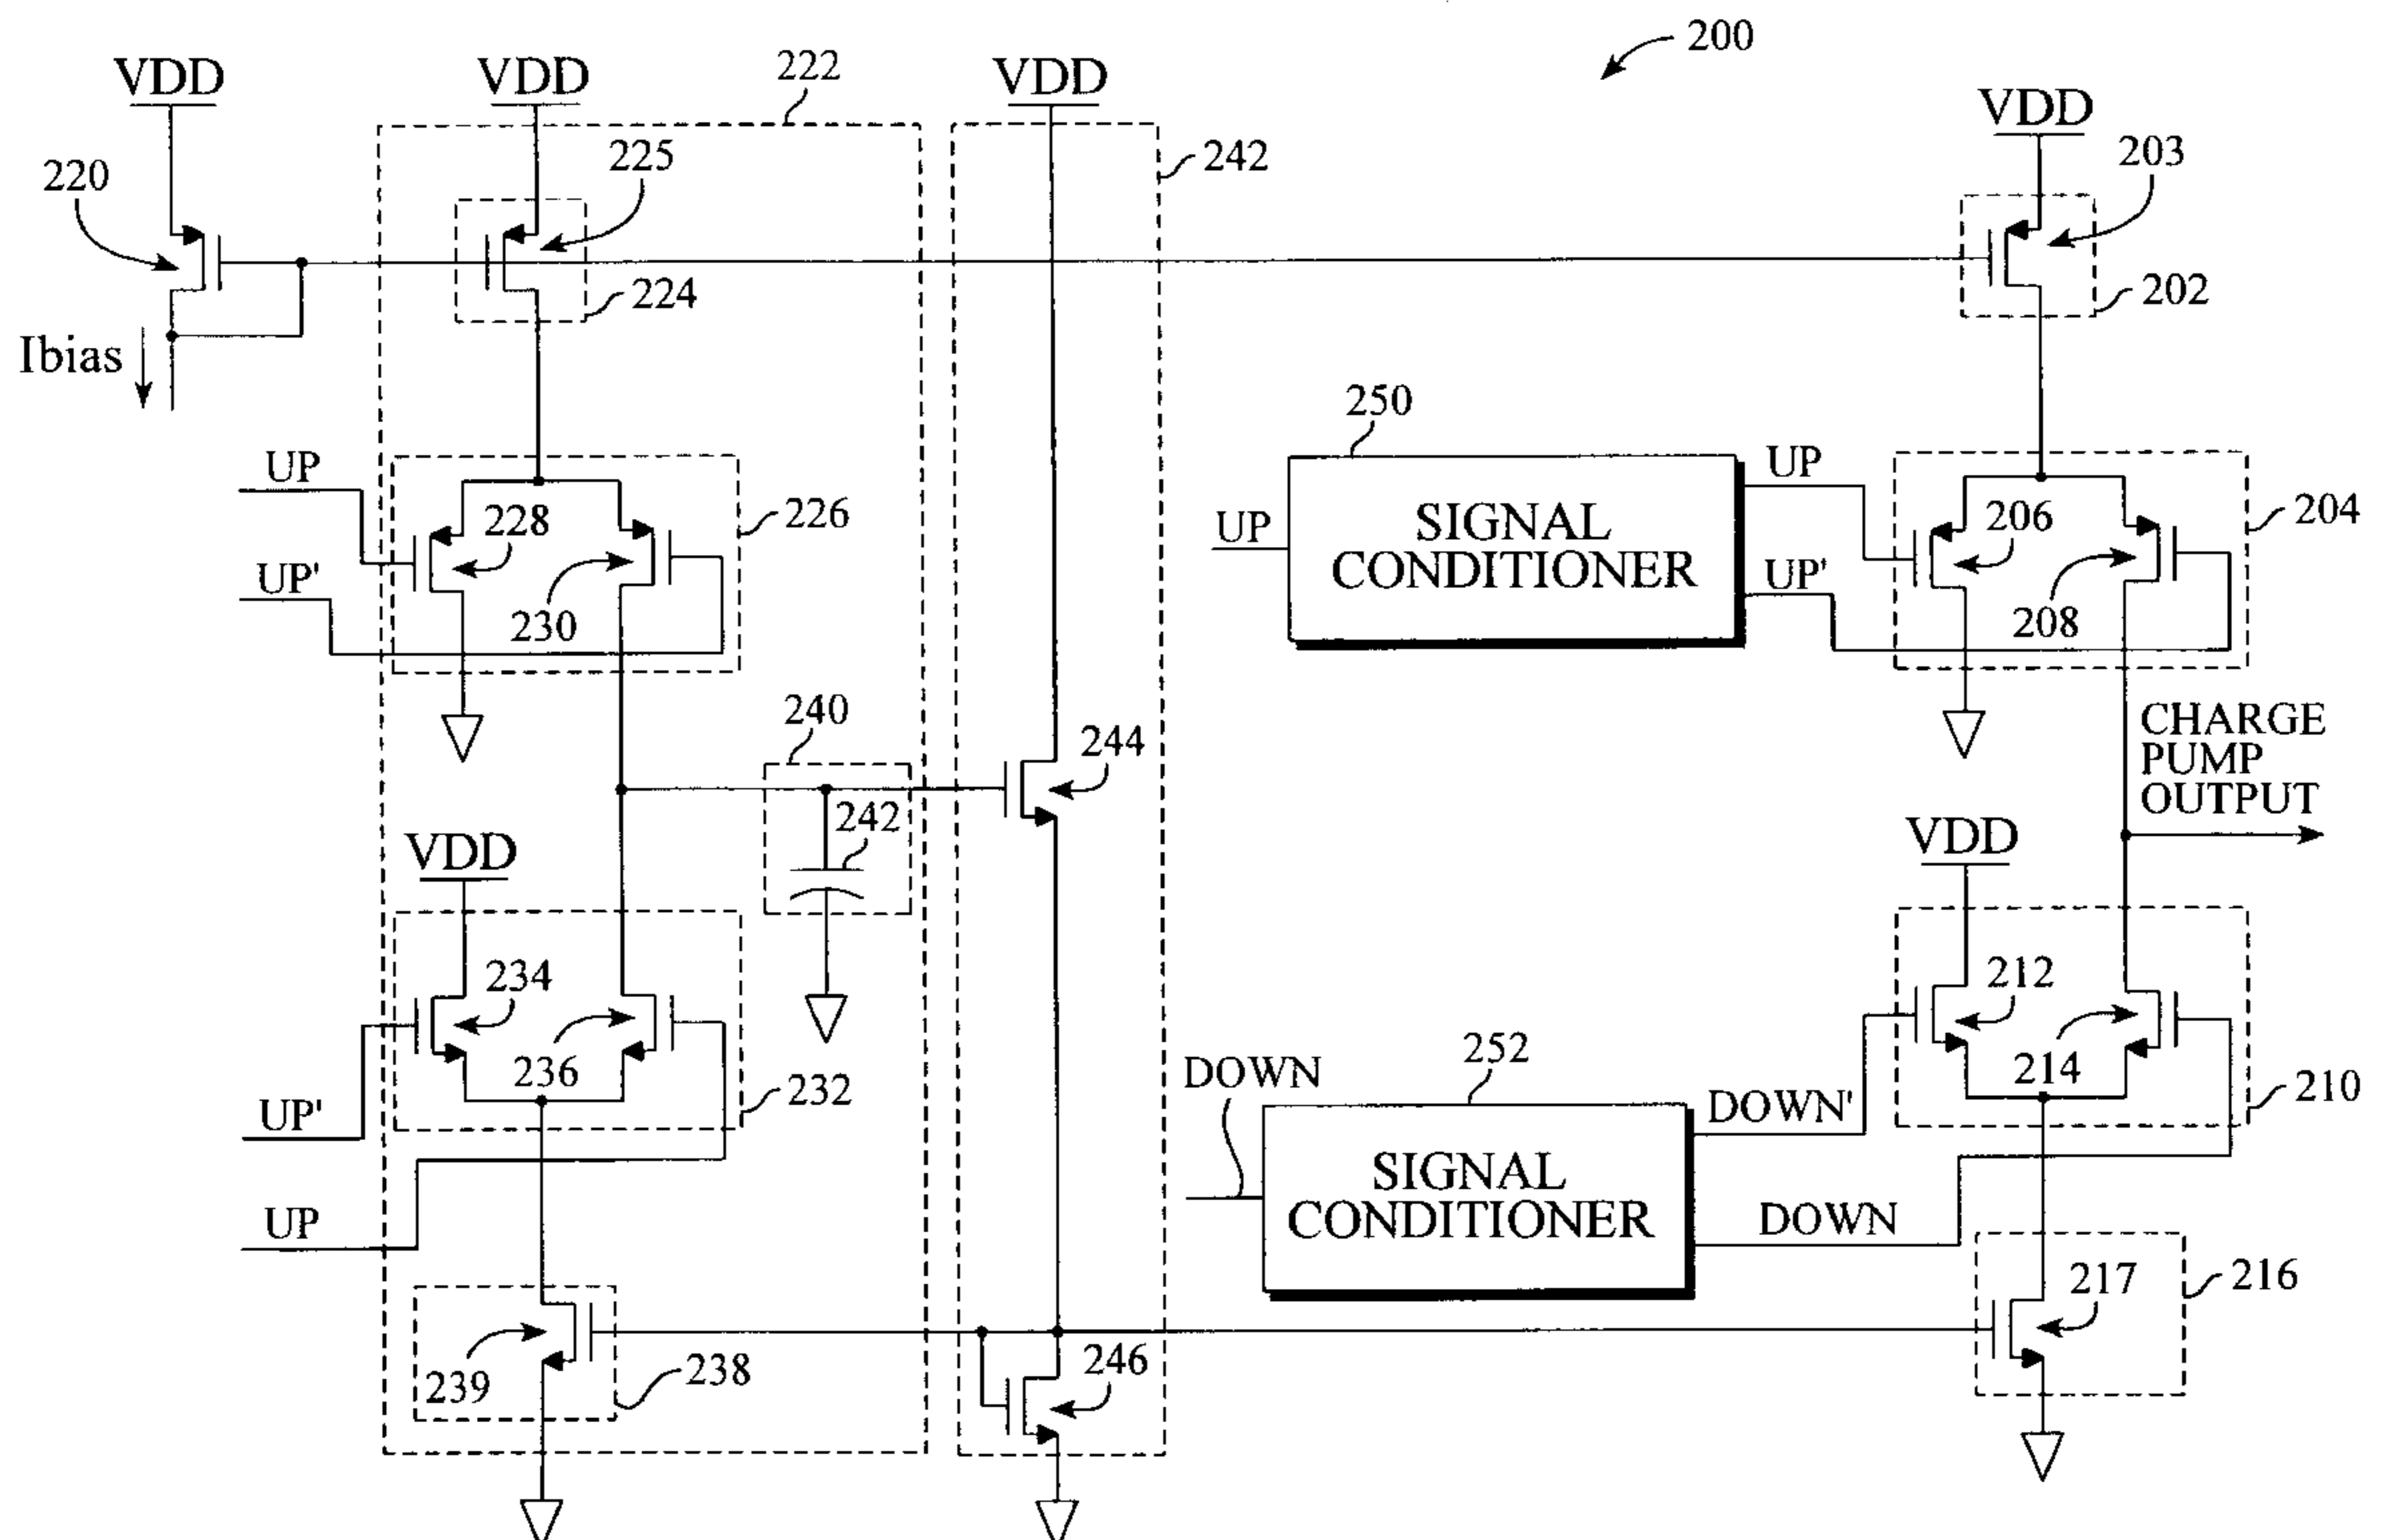 200
VDD
VDD
222
VDD
VDD
220
225
242
203
224
202
Ibias
250
UP
UP
228
226
UP
SIGNAL
CONDITIONER
206
204
UP'
230
UP'
208
240
244
CHARGE
PUMP
OUTPUT
242
VDD
VDD
234
212
236
252
DOWN
214
UP'
232
DOWN'
210
SIGNAL
CONDITIONER
UP
DOWN
217
216
239
238
246